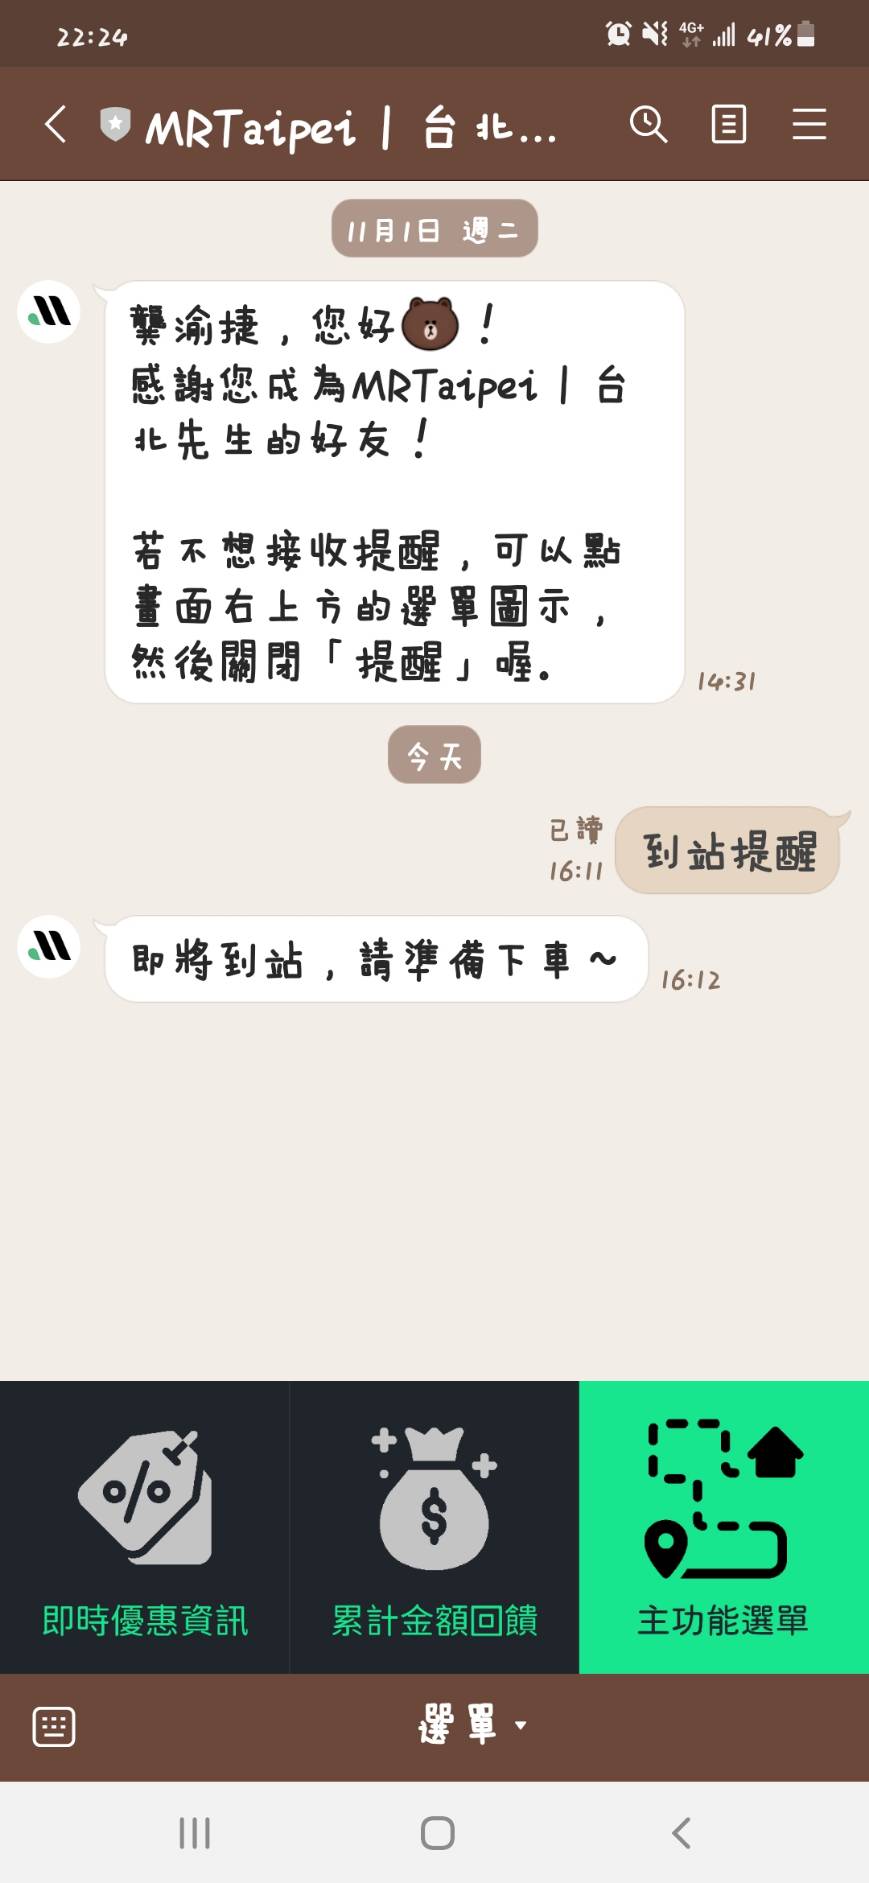 22:24
4G+
41%
MRTaipei | 台北...
11月1日 週二
龔渝捷，您好！
感謝您成為MRTaipei | 台
北先生的好友！
若不想接收提醒，可以點
畫面右上方的選單圖示，
然後關閉「提醒」喔。
14:31
今天
已讀
16:11
到站提醒
即將到站，請準備下車～
16:12
即時優惠資訊
累計金額回饋
主功能選單
選單